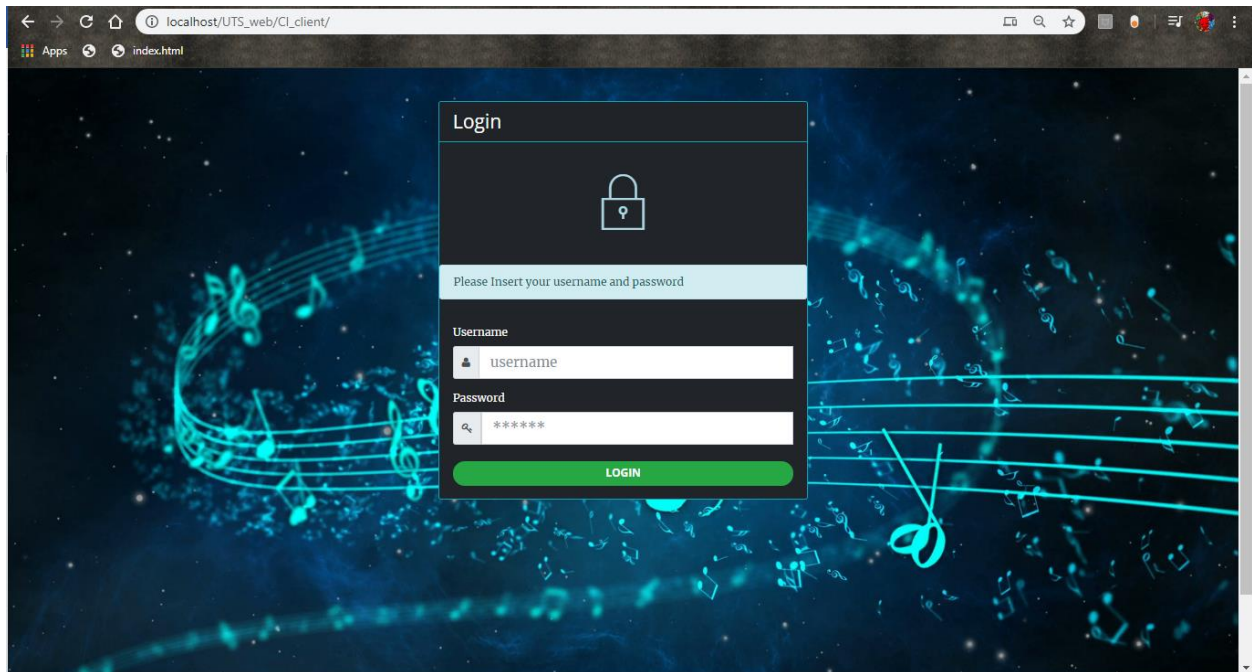 localhost/UTS_web/CI_client/
Apps
index.html
Login
Please Insert your username and password
Username
username
Password
******
LOGIN